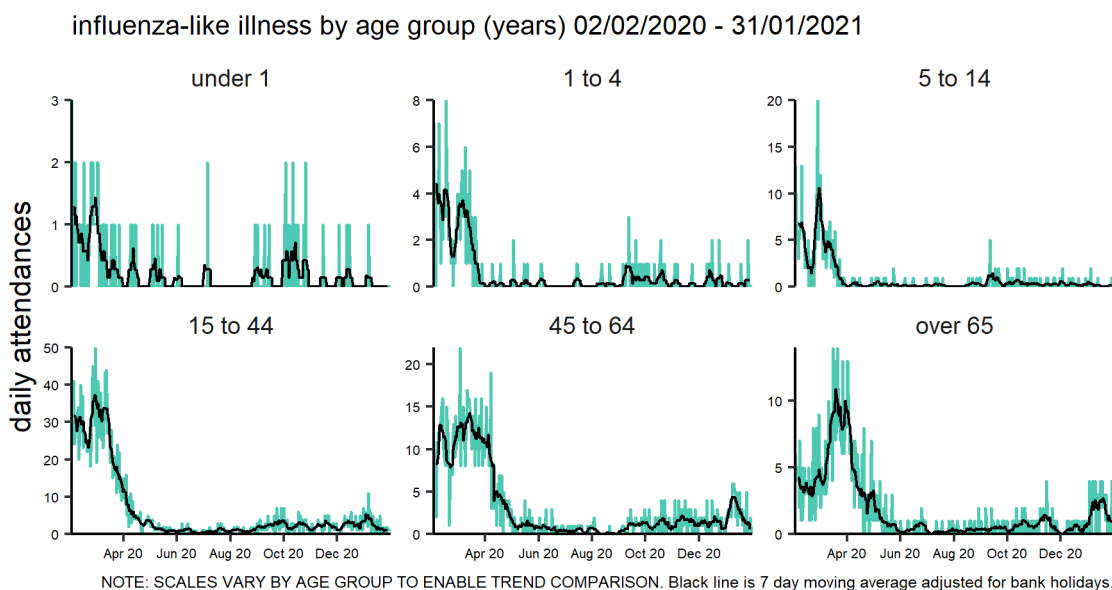 influenza-like illness by age group (years) 02/02/2020 - 31/01/2021
under 1
1 to 4
5 to 14
3
2
1
0
8
6
4
2
0
20
15
10
5
0
daily attendances
15 to 44
45 to 64
over 65
50
40
30
20
10
0
20
15
10
5
0
10
5
0
Apr 20 Jun 20 Aug 20 Oct 20 Dec 20
Apr 20 Jun 20 Aug 20 Oct 20 Dec 20
Apr 20 Jun 20 Aug 20 Oct 20 Dec 20
NOTE: SCALES VARY BY AGE GROUP TO ENABLE TREND COMPARISON. Black line is 7 day moving average adjusted for bank holidays.